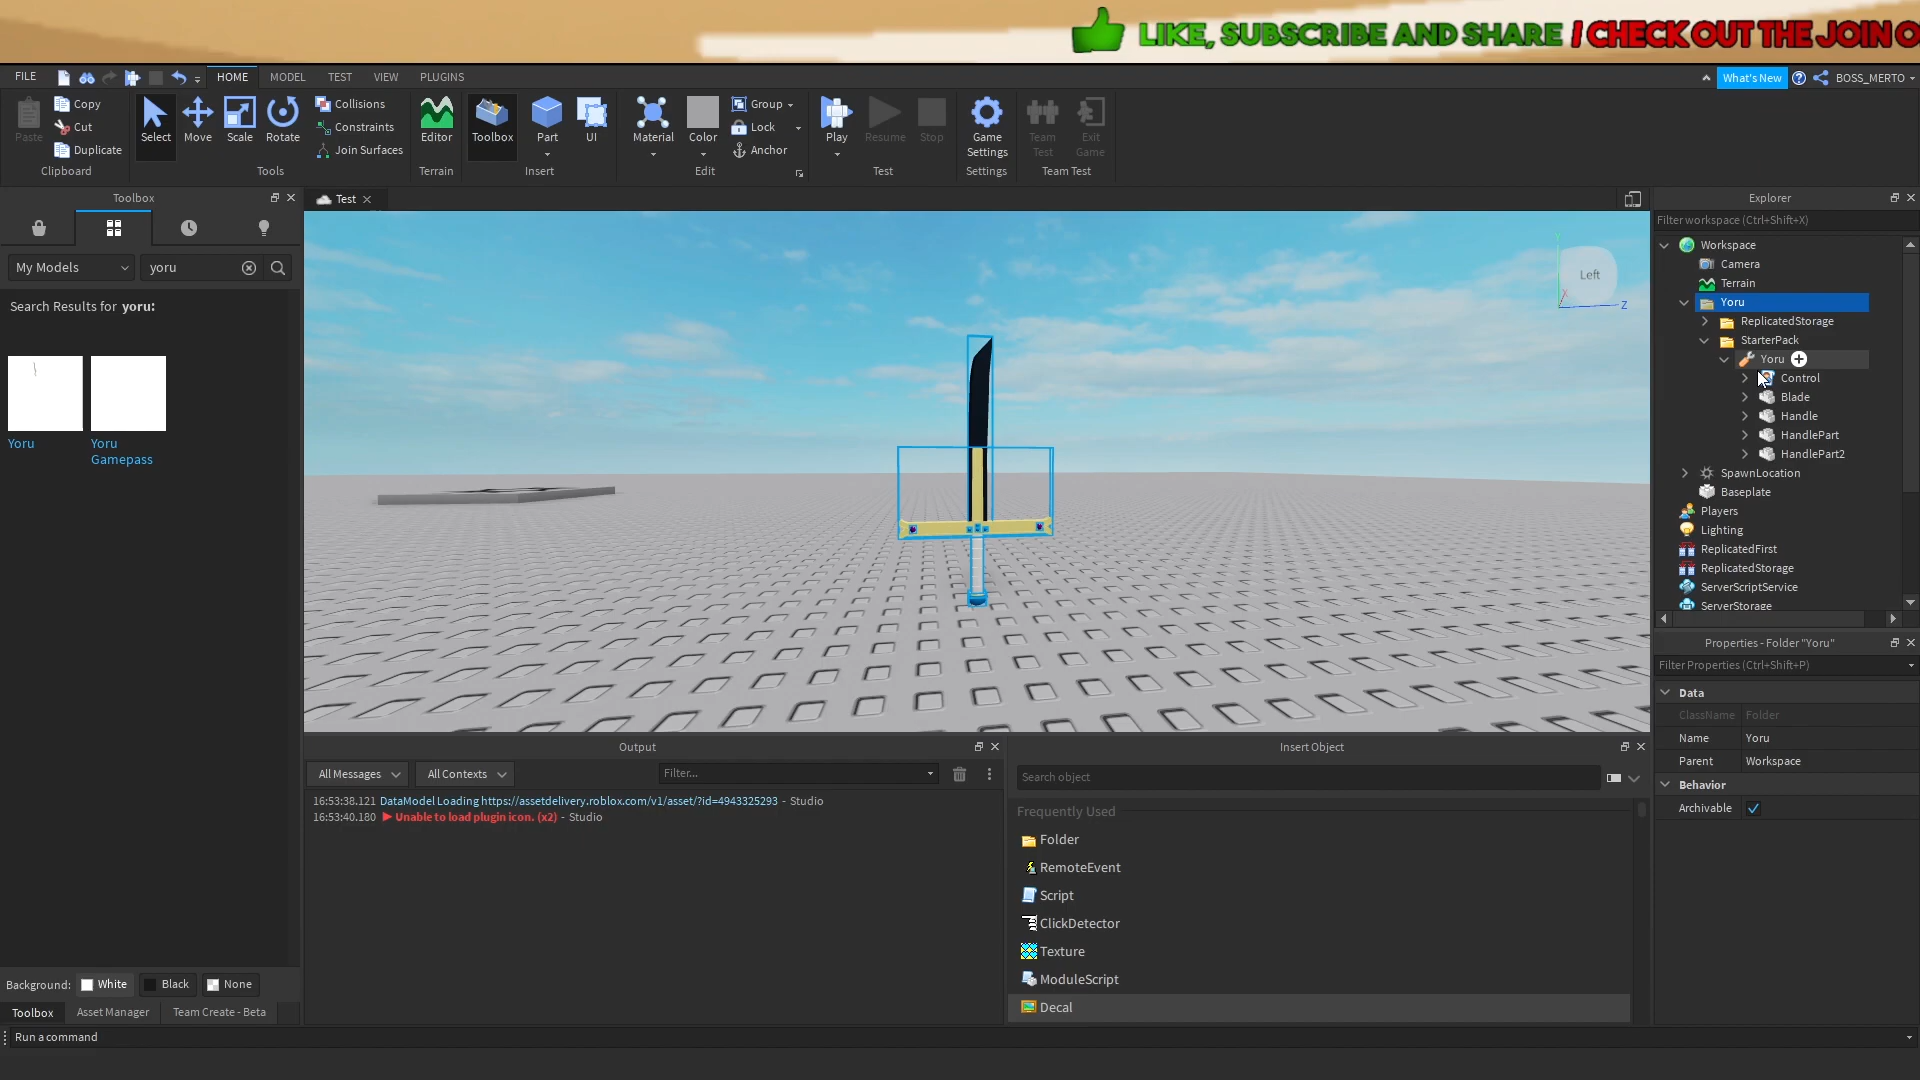 LIKE, SUBSCRIBE AND SHARE / CHECK OUT THE JOIN O
FILE HOME MODEL TEST VIEW PLUGINS What's New BOSS_MERTO
Paste Copy Cut Duplicate Clipboard
Select Move Scale Rotate Collisions Constraints Join Surfaces Tools
Editor Terrain
Toolbox Part UI Insert
Material Color Group Lock Anchor Edit
Play Resume Stop Test
Game Settings Settings
Team Test Exit Game Team Test
Toolbox
My Models yoru
Search Results for yoru:
Yoru
Yoru Gamepass
Background: White Black None
Toolbox Asset Manager Team Create - Beta
Run a command
Test
Left
Y
X
Z
Output
All Messages All Contexts Filter...
16:53:38.121 DataModel Loading https://assetdelivery.roblox.com/v1/asset/?id=4943325293 - Studio
16:53:40.180 Unable to load plugin icon. (x2) - Studio
Insert Object
Search object
Frequently Used
Folder
RemoteEvent
Script
ClickDetector
Texture
ModuleScript
Decal
Explorer
Filter workspace (Ctrl+Shift+X)
Workspace
Camera
Terrain
Yoru
ReplicatedStorage
StarterPack
Yoru
Control
Blade
Handle
HandlePart
HandlePart2
SpawnLocation
Baseplate
Players
Lighting
ReplicatedFirst
ReplicatedStorage
ServerScriptService
ServerStorage
Properties - Folder "Yoru"
Filter Properties (Ctrl+Shift+P)
Data
ClassName Folder
Name Yoru
Parent Workspace
Behavior
Archivable